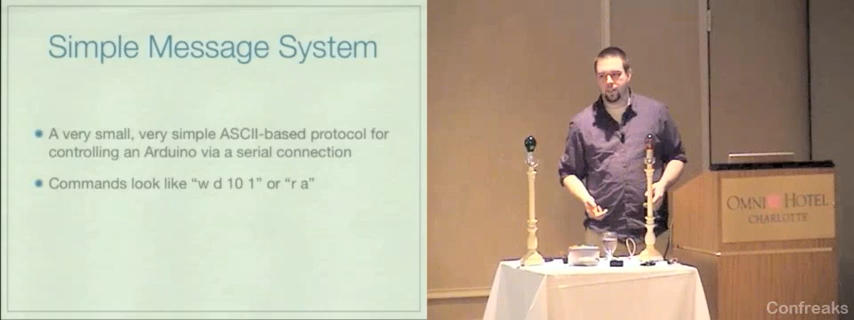 Simple Message System
A very small, very simple ASCII-based protocol for
controlling an Arduino via a serial connection
Commands look like “w d 10 1” or “r a”
OMNI HOTEL
CHARLOTTE
Confreaks